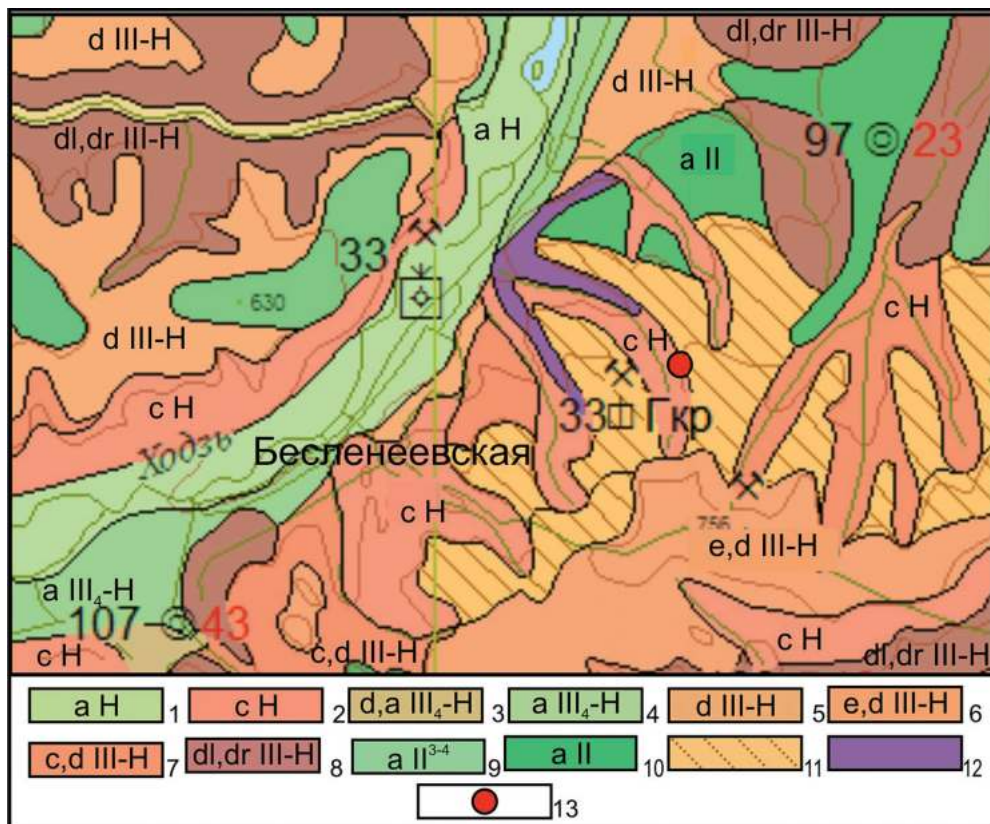 d III-H
dl,dr III-H
d III-H
a H
dl,dr III-H
97 23
a II
33
630
c H
c H
d III-H
c H
33 Гкр
Ходзь
Бесленеевская
c H
756
e,d III-H
a III₄-H
107 43
c H
c H
c,d III-H
dl,dr III-H
a H 1 c H 2 d,a III₄-H 3 a III₄-H 4 d III-H 5 e,d III-H 6
c,d III-H 7 dl,dr III-H 8 a II³⁻⁴ 9 a II 10 11 12
13